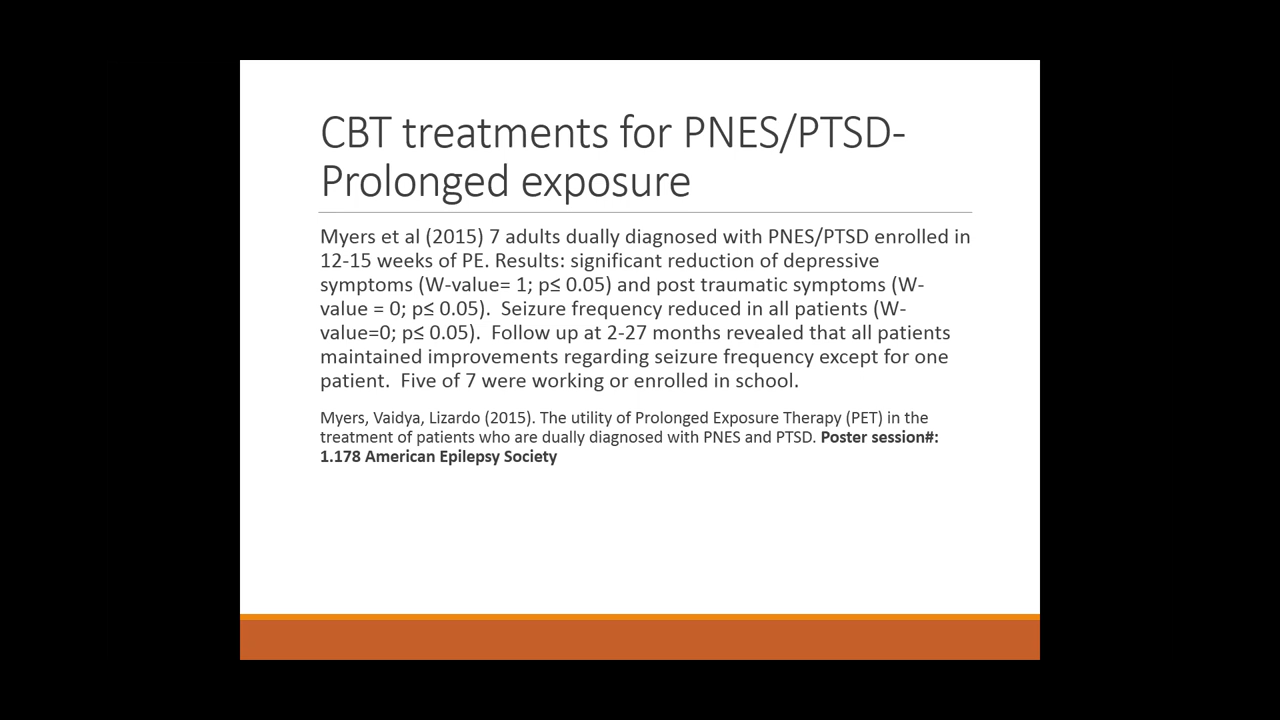 CBT treatments for PNES/PTSD-
Prolonged exposure
Myers et al (2015) 7 adults dually diagnosed with PNES/PTSD enrolled in
12-15 weeks of PE. Results: significant reduction of depressive
symptoms (W-value= 1; p≤ 0.05) and post traumatic symptoms (W-
value = 0; p≤ 0.05).  Seizure frequency reduced in all patients (W-
value=0; p≤ 0.05).  Follow up at 2-27 months revealed that all patients
maintained improvements regarding seizure frequency except for one
patient.  Five of 7 were working or enrolled in school.
Myers, Vaidya, Lizardo (2015). The utility of Prolonged Exposure Therapy (PET) in the
treatment of patients who are dually diagnosed with PNES and PTSD. Poster session#:
1.178 American Epilepsy Society